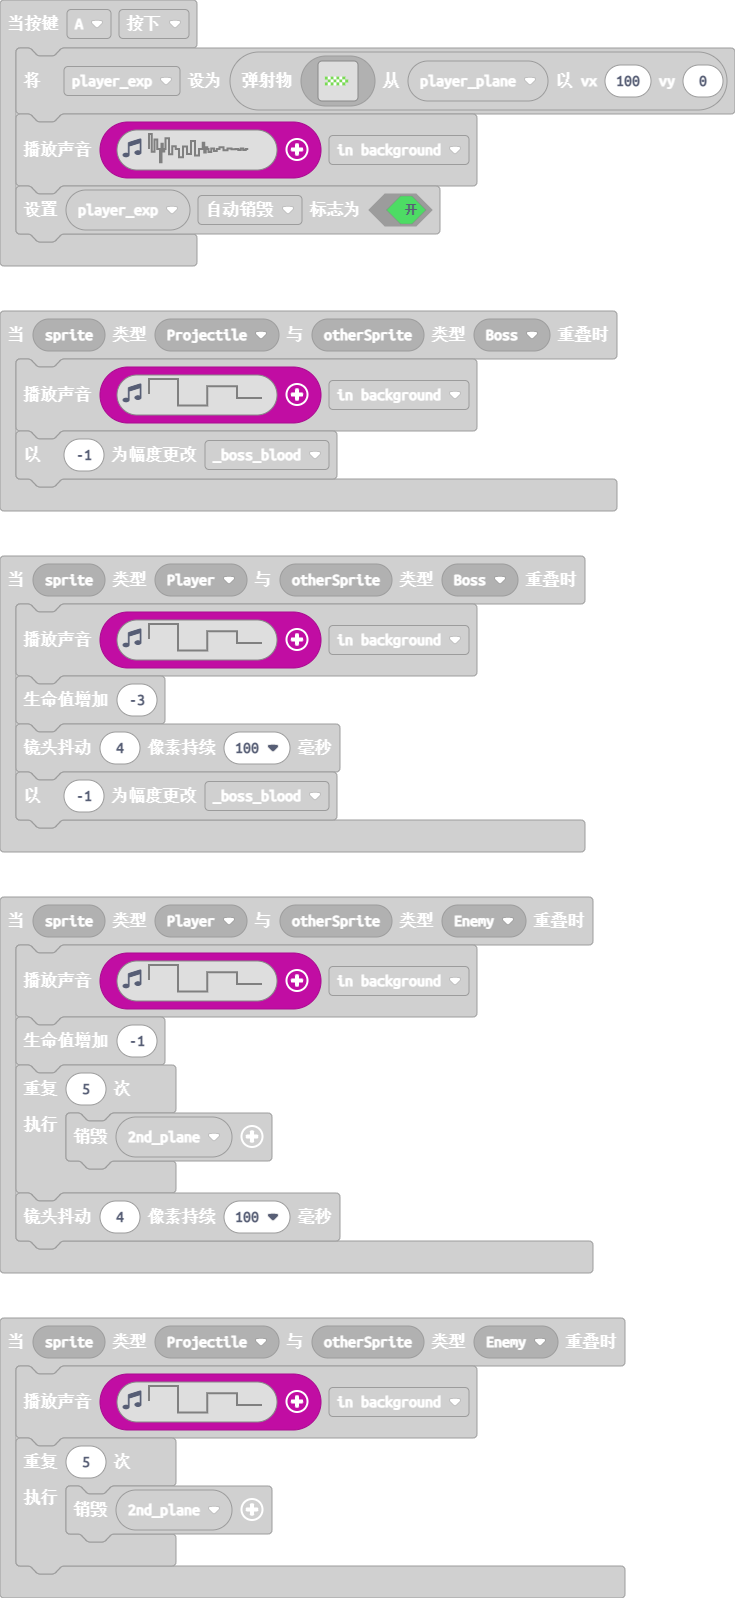 当按键 A 按下
将 player_exp 设为 弹射物 从 player_plane 以 vx 100 vy 0
播放声音 in background
设置 player_exp 自动销毁 标志为 开
当 sprite 类型 Projectile 与 otherSprite 类型 Boss 重叠时
播放声音 in background
以 -1 为幅度更改 _boss_blood
当 sprite 类型 Player 与 otherSprite 类型 Boss 重叠时
播放声音 in background
生命值增加 -3
镜头抖动 4 像素持续 100 毫秒
以 -1 为幅度更改 _boss_blood
当 sprite 类型 Player 与 otherSprite 类型 Enemy 重叠时
播放声音 in background
生命值增加 -1
重复 5 次
执行 销毁 2nd_plane
镜头抖动 4 像素持续 100 毫秒
当 sprite 类型 Projectile 与 otherSprite 类型 Enemy 重叠时
播放声音 in background
重复 5 次
执行 销毁 2nd_plane